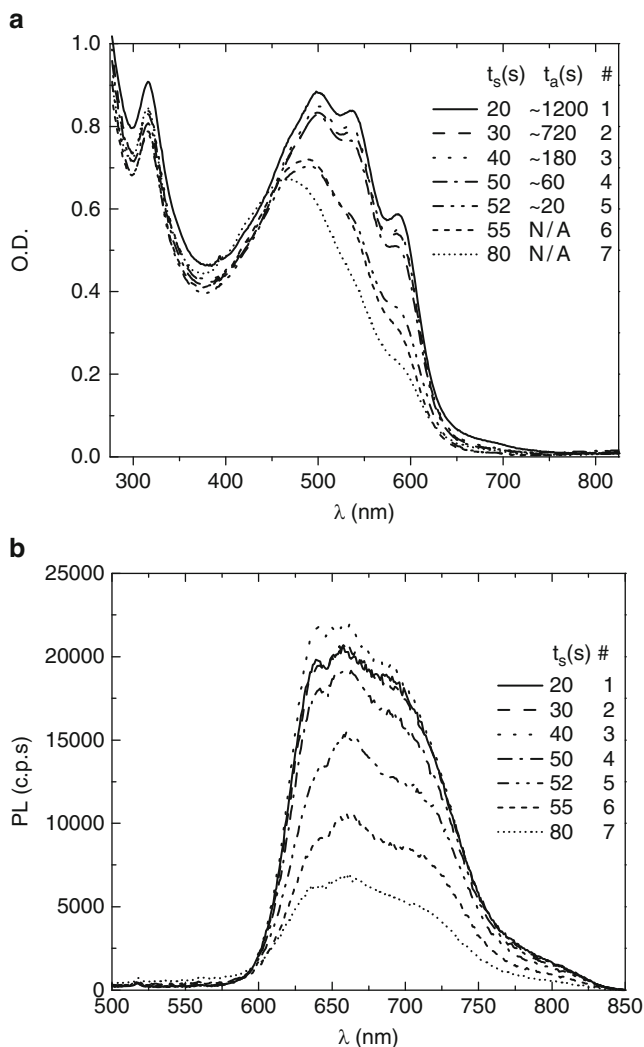 a
1.0
0.8
0.6
0.4
0.2
0.0
O.D.
ts(s) ta(s) #
20 ~1200 1
30 ~720 2
40 ~180 3
50 ~60 4
52 ~20 5
55 N/A 6
80 N/A 7
300 400 500 600 700 800
λ (nm)
b
25000
20000
15000
10000
5000
0
PL (c.p.s)
ts(s) #
20 1
30 2
40 3
50 4
52 5
55 6
80 7
500 550 600 650 700 750 800 850
λ (nm)